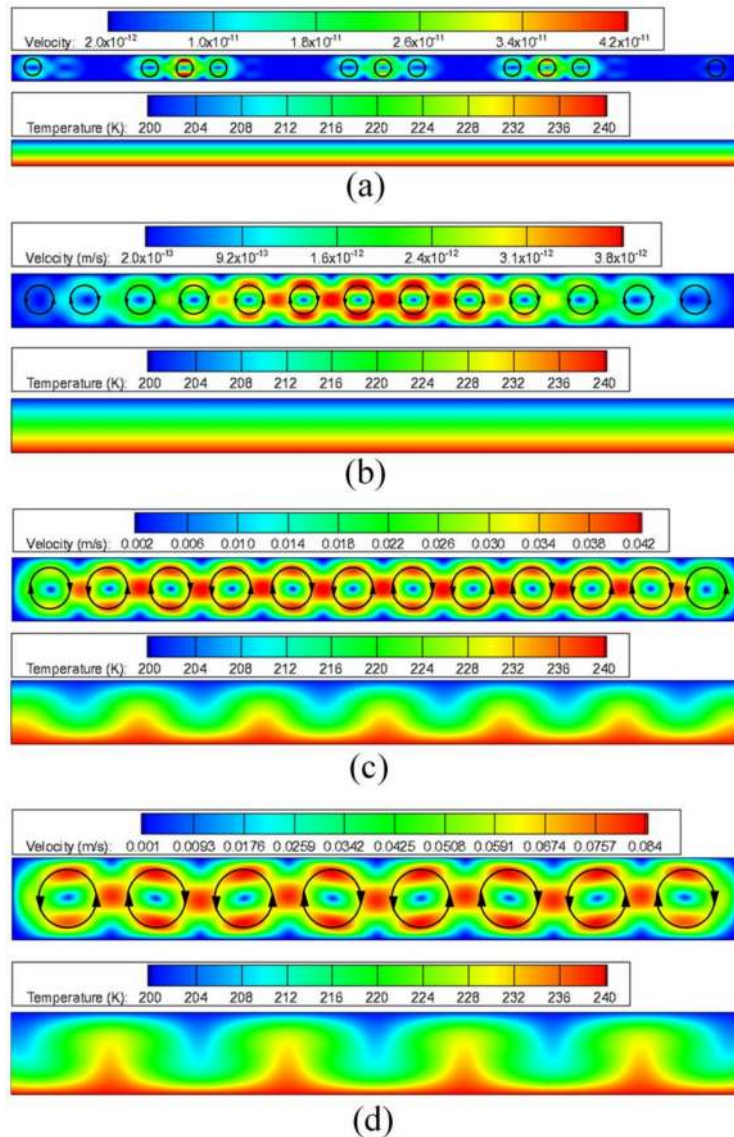 Velocity: 2.0x10⁻¹² 1.0x10⁻¹¹ 1.8x10⁻¹¹ 2.6x10⁻¹¹ 3.4x10⁻¹¹ 4.2x10⁻¹¹
Temperature (K): 200 204 208 212 216 220 224 228 232 236 240
(a)
Velocity (m/s): 2.0x10⁻¹³ 9.2x10⁻¹³ 1.6x10⁻¹² 2.4x10⁻¹² 3.1x10⁻¹² 3.8x10⁻¹²
Temperature (K): 200 204 208 212 216 220 224 228 232 236 240
(b)
Velocity (m/s): 0.002 0.006 0.010 0.014 0.018 0.022 0.026 0.030 0.034 0.038 0.042
Temperature (K): 200 204 208 212 216 220 224 228 232 236 240
(c)
Velocity (m/s): 0.001 0.0093 0.0176 0.0259 0.0342 0.0425 0.0508 0.0591 0.0674 0.0757 0.084
Temperature (K): 200 204 208 212 216 220 224 228 232 236 240
(d)